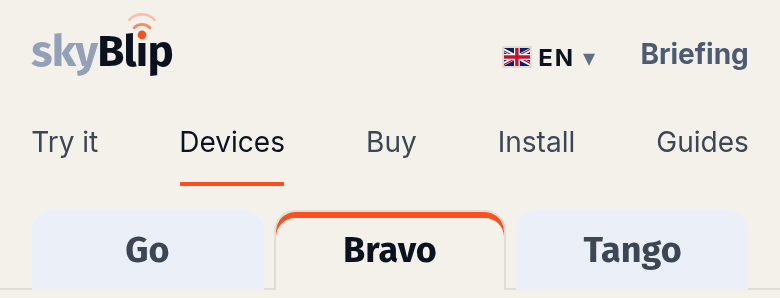 skyBlip
EN ▼ Briefing
Try it Devices Buy Install Guides
Go Bravo Tango